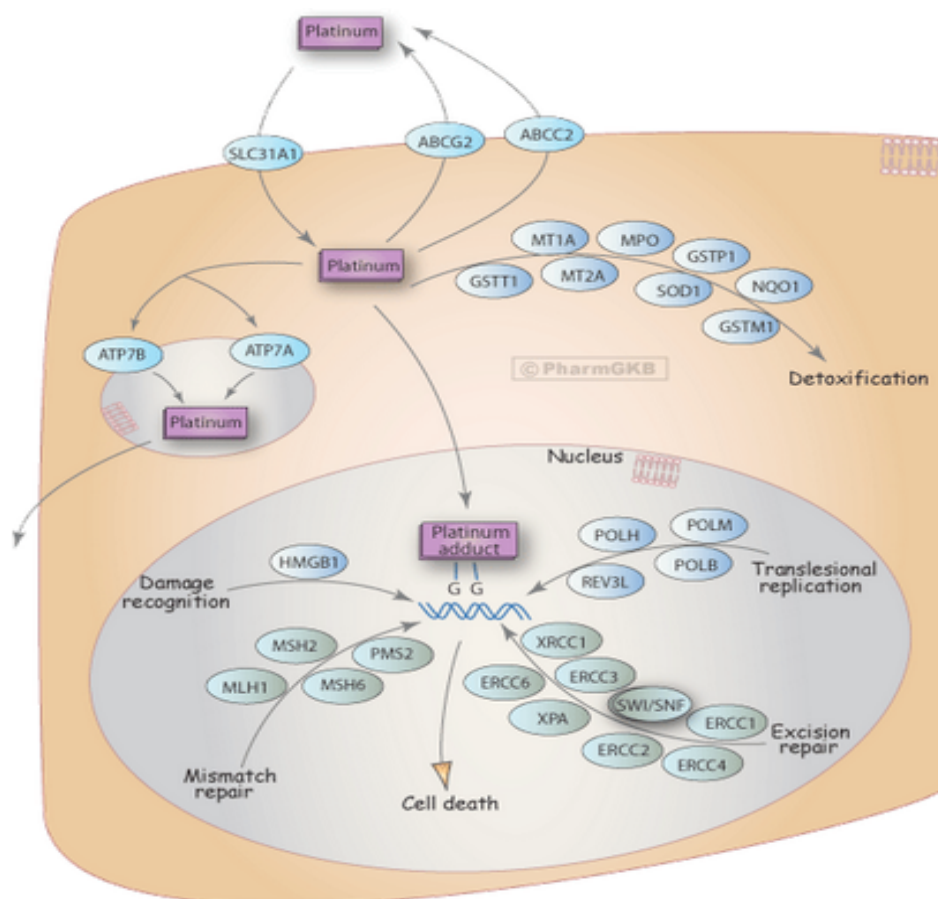 Platinum
SLC31A1
ABCG2
ABCC2
Platinum
MT1A
MPO
GSTP1
GSTT1
MT2A
SOD1
NQO1
GSTM1
Detoxification
ATP7B
ATP7A
Platinum
© PharmGKB
Nucleus
Platinum
adduct
G G
HMGB1
Damage
recognition
POLH
POLM
REV3L
POLB
Translesional
replication
MSH2
PMS2
MLH1
MSH6
Mismatch
repair
XRCC1
ERCC6
ERCC3
SWI/SNF
ERCC1
XPA
ERCC2
ERCC4
Excision
repair
Cell death